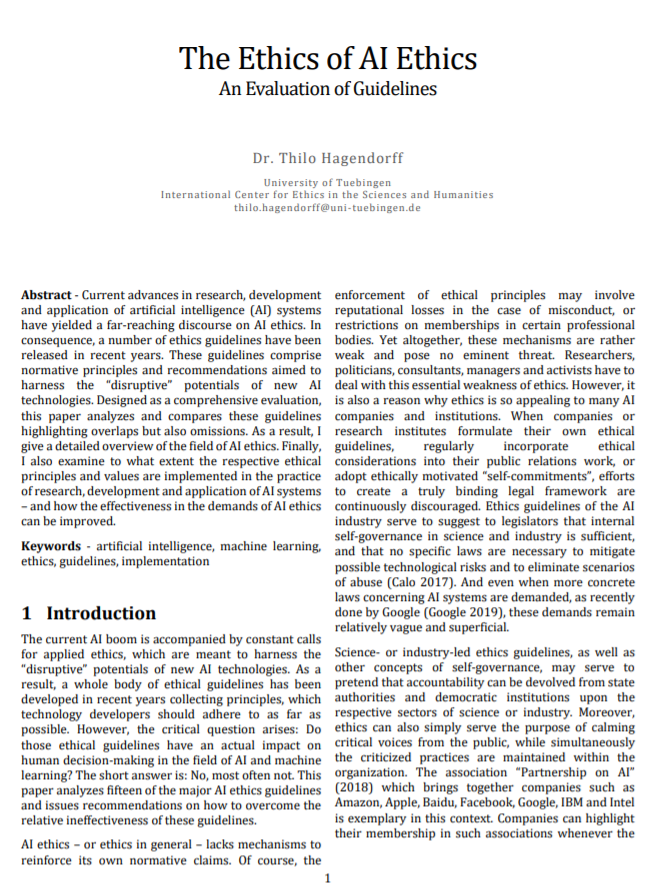 The Ethics of AI Ethics
An Evaluation of Guidelines
Dr. Thilo Hagendorff
University of Tuebingen
International Center for Ethics in the Sciences and Humanities
thilo.hagendorff@uni-tuebingen.de
Abstract - Current advances in research, development
and application of artificial intelligence (AI) systems
have yielded a far-reaching discourse on AI ethics. In
consequence, a number of ethics guidelines have been
released in recent years. These guidelines comprise
normative principles and recommendations aimed to
harness the “disruptive” potentials of new AI
technologies. Designed as a comprehensive evaluation,
this paper analyzes and compares these guidelines
highlighting overlaps but also omissions. As a result, I
give a detailed overview of the field of AI ethics. Finally,
I also examine to what extent the respective ethical
principles and values are implemented in the practice
of research, development and application of AI systems
– and how the effectiveness in the demands of AI ethics
can be improved.
Keywords - artificial intelligence, machine learning,
ethics, guidelines, implementation
1 Introduction
The current AI boom is accompanied by constant calls
for applied ethics, which are meant to harness the
“disruptive” potentials of new AI technologies. As a
result, a whole body of ethical guidelines has been
developed in recent years collecting principles, which
technology developers should adhere to as far as
possible. However, the critical question arises: Do
those ethical guidelines have an actual impact on
human decision-making in the field of AI and machine
learning? The short answer is: No, most often not. This
paper analyzes fifteen of the major AI ethics guidelines
and issues recommendations on how to overcome the
relative ineffectiveness of these guidelines.
AI ethics – or ethics in general – lacks mechanisms to
reinforce its own normative claims. Of course, the
enforcement of ethical principles may involve
reputational losses in the case of misconduct, or
restrictions on memberships in certain professional
bodies. Yet altogether, these mechanisms are rather
weak and pose no eminent threat. Researchers,
politicians, consultants, managers and activists have to
deal with this essential weakness of ethics. However, it
is also a reason why ethics is so appealing to many AI
companies and institutions. When companies or
research institutes formulate their own ethical
guidelines, regularly incorporate ethical
considerations into their public relations work, or
adopt ethically motivated “self-commitments”, efforts
to create a truly binding legal framework are
continuously discouraged. Ethics guidelines of the AI
industry serve to suggest to legislators that internal
self-governance in science and industry is sufficient,
and that no specific laws are necessary to mitigate
possible technological risks and to eliminate scenarios
of abuse (Calo 2017). And even when more concrete
laws concerning AI systems are demanded, as recently
done by Google (Google 2019), these demands remain
relatively vague and superficial.
Science- or industry-led ethics guidelines, as well as
other concepts of self-governance, may serve to
pretend that accountability can be devolved from state
authorities and democratic institutions upon the
respective sectors of science or industry. Moreover,
ethics can also simply serve the purpose of calming
critical voices from the public, while simultaneously
the criticized practices are maintained within the
organization. The association “Partnership on AI”
(2018) which brings together companies such as
Amazon, Apple, Baidu, Facebook, Google, IBM and Intel
is exemplary in this context. Companies can highlight
their membership in such associations whenever the
1